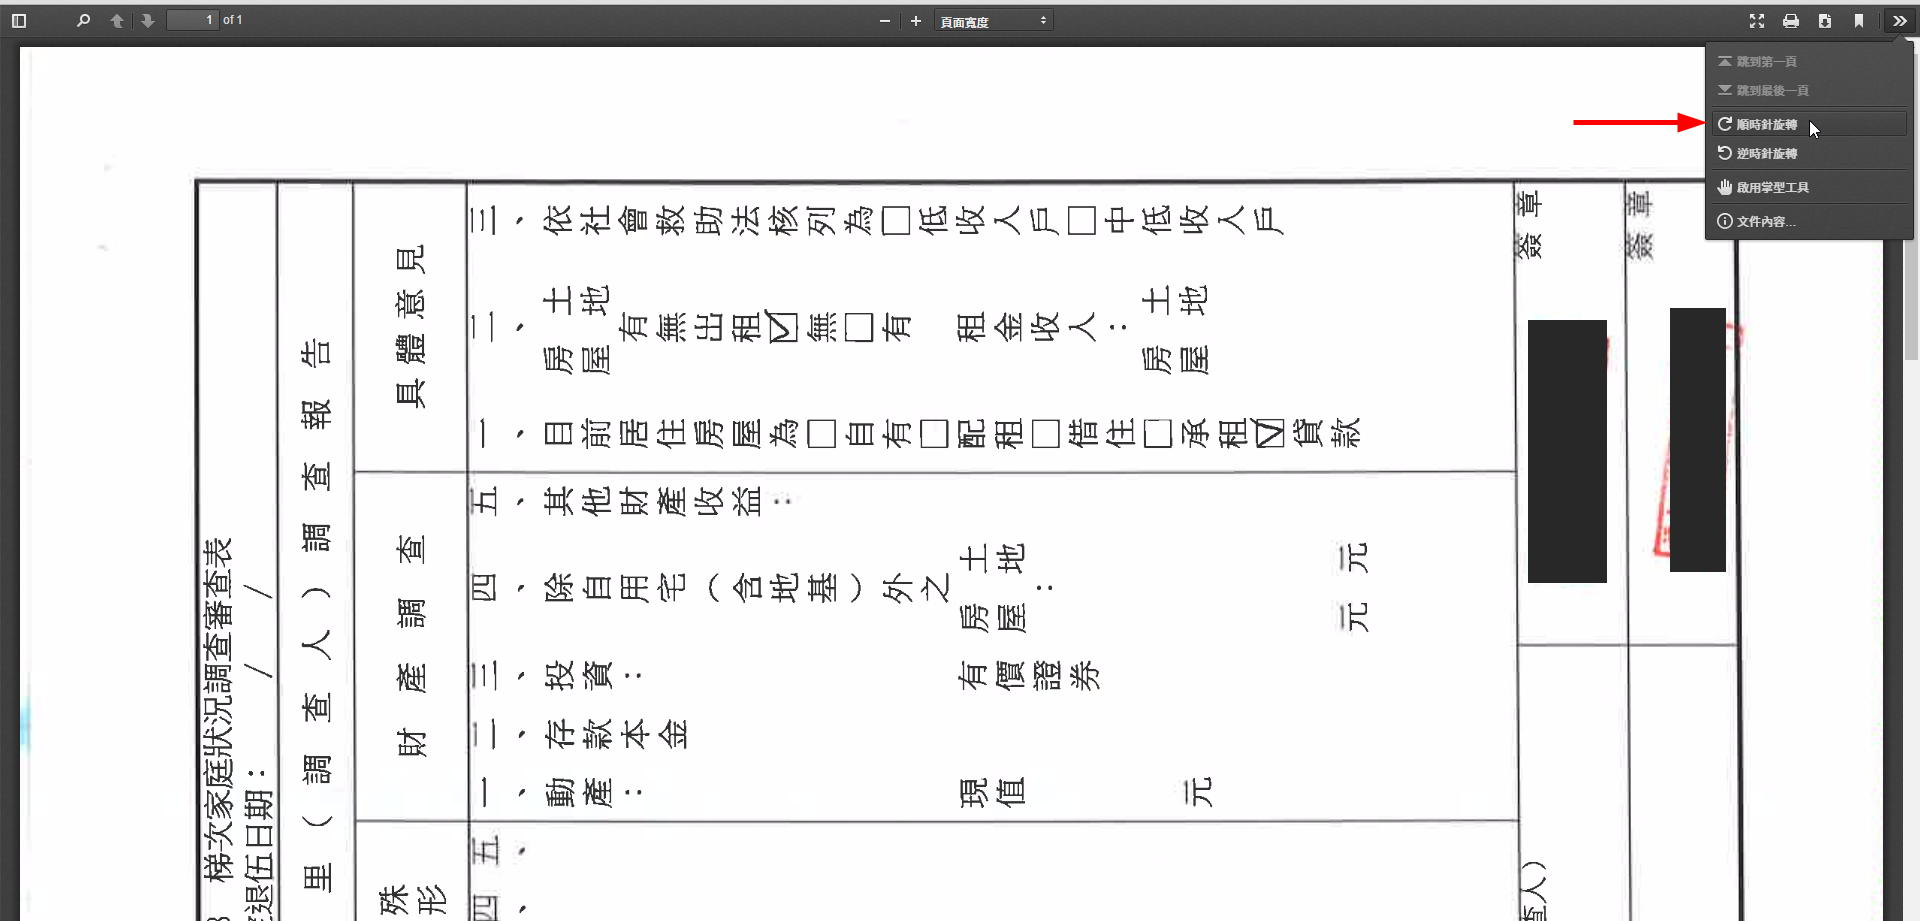 1 of 1
頁面寬度
跳到第一頁
跳到最後一頁
順時針旋轉
逆時針旋轉
啟用掌型工具
文件內容...
梯次家庭狀況調查審查表
退伍日期： / /
里（調查人）調查報告
殊
形
四、
五、
財產調查
一、動產： 現值 元
二、存款本金
三、投資： 有價證券
四、除自用宅（含地基）外之房屋土地： 元 元
五、其他財產收益：
具體意見
一、目前居住房屋為□自有□配租□借住□承租☑貸款
二、房屋土地有無出租☑無□有 租金收入：房屋土地
三、依社會救助法核列為□低收入戶□中低收入戶
查人）
簽章
簽章